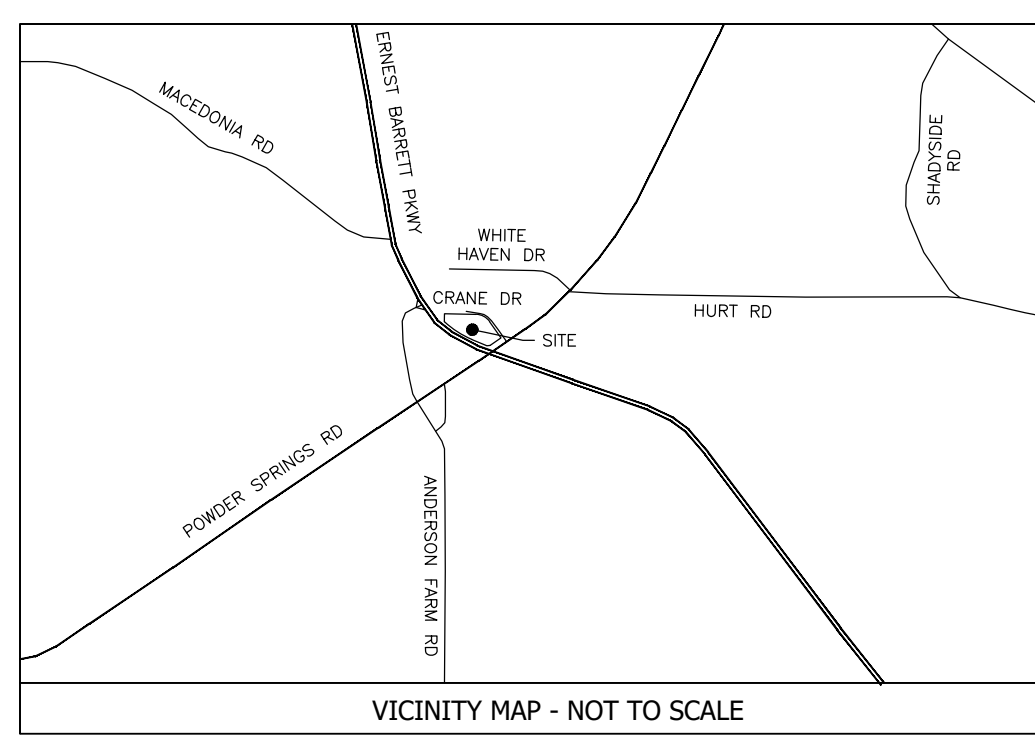 ERNEST BARRETT PKWY
MACEDONIA RD
SHADYSIDE
RD
WHITE
HAVEN DR
CRANE DR
HURT RD
SITE
POWDER SPRINGS RD
ANDERSON FARM RD
VICINITY MAP - NOT TO SCALE